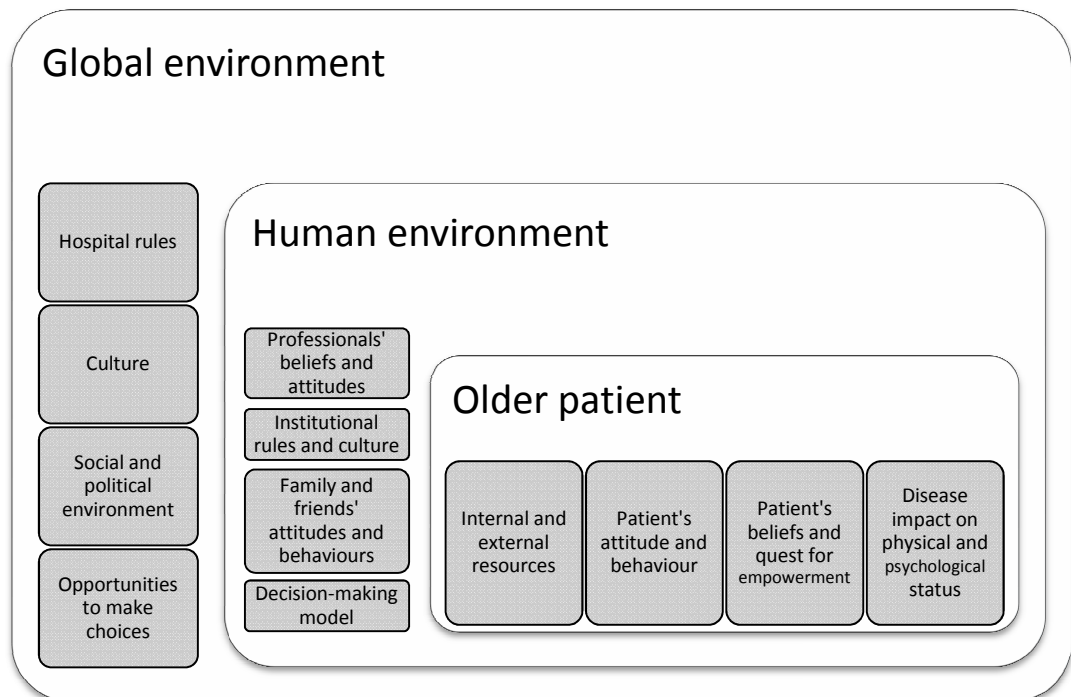 Global environment
Hospital rules
Culture
Social and
political
environment
Opportunities
to make
choices
Human environment
Professionals'
beliefs and
attitudes
Institutional
rules and culture
Family and
friends'
attitudes and
behaviours
Decision-making
model
Older patient
Internal and
external
resources
Patient's
attitude and
behaviour
Patient's
beliefs and
quest for
empowerment
Disease
impact on
physical and
psychological
status